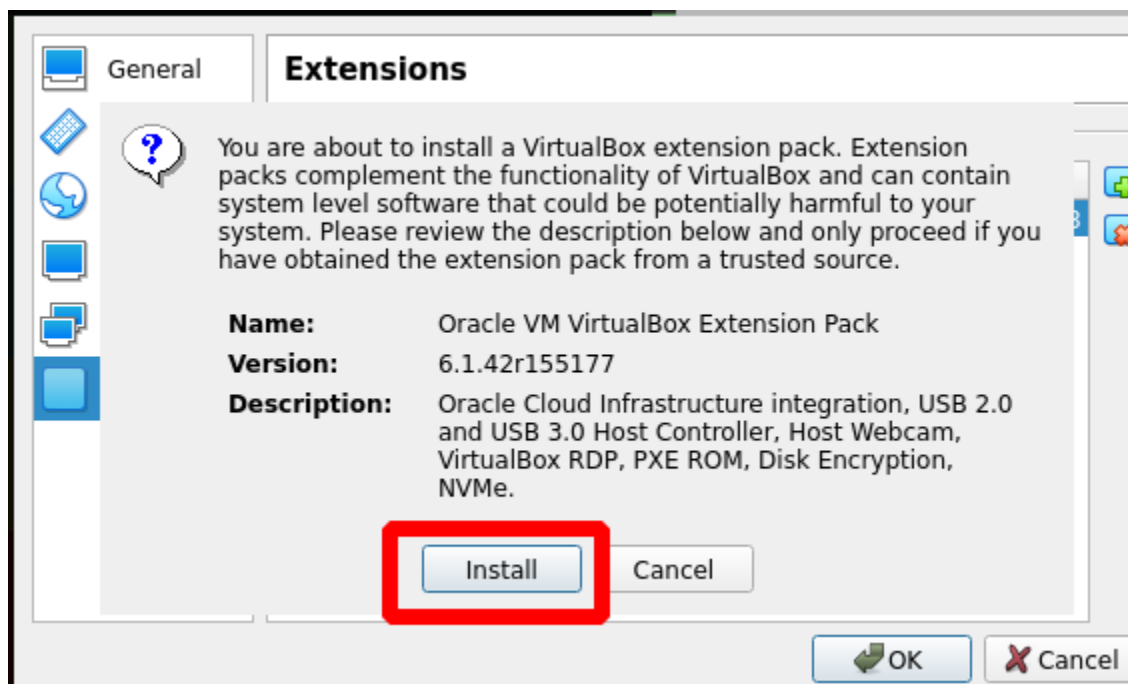 General
Extensions
?
You are about to install a VirtualBox extension pack. Extension
packs complement the functionality of VirtualBox and can contain
system level software that could be potentially harmful to your
system. Please review the description below and only proceed if you
have obtained the extension pack from a trusted source.
Name: Oracle VM VirtualBox Extension Pack
Version: 6.1.42r155177
Description: Oracle Cloud Infrastructure integration, USB 2.0
and USB 3.0 Host Controller, Host Webcam,
VirtualBox RDP, PXE ROM, Disk Encryption,
NVMe.
Install Cancel
OK Cancel